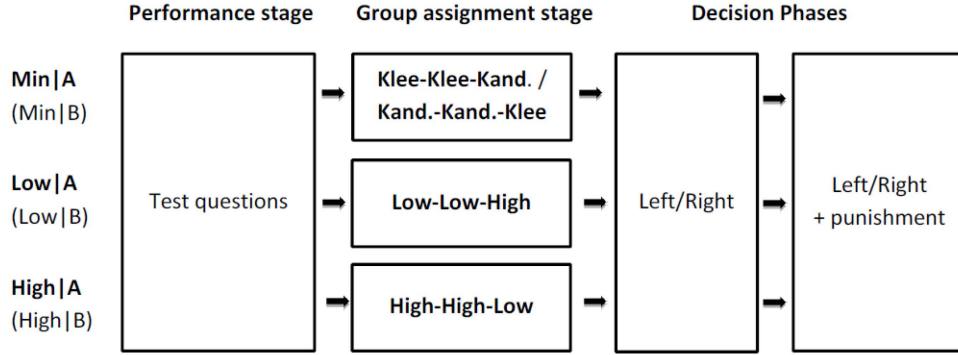 Performance stage
Group assignment stage
Decision Phases
Min|A
(Min|B)
Klee-Klee-Kand. /
Kand.-Kand.-Klee
Low|A
(Low|B)
Test questions
Low-Low-High
Left/Right
Left/Right
+ punishment
High|A
(High|B)
High-High-Low